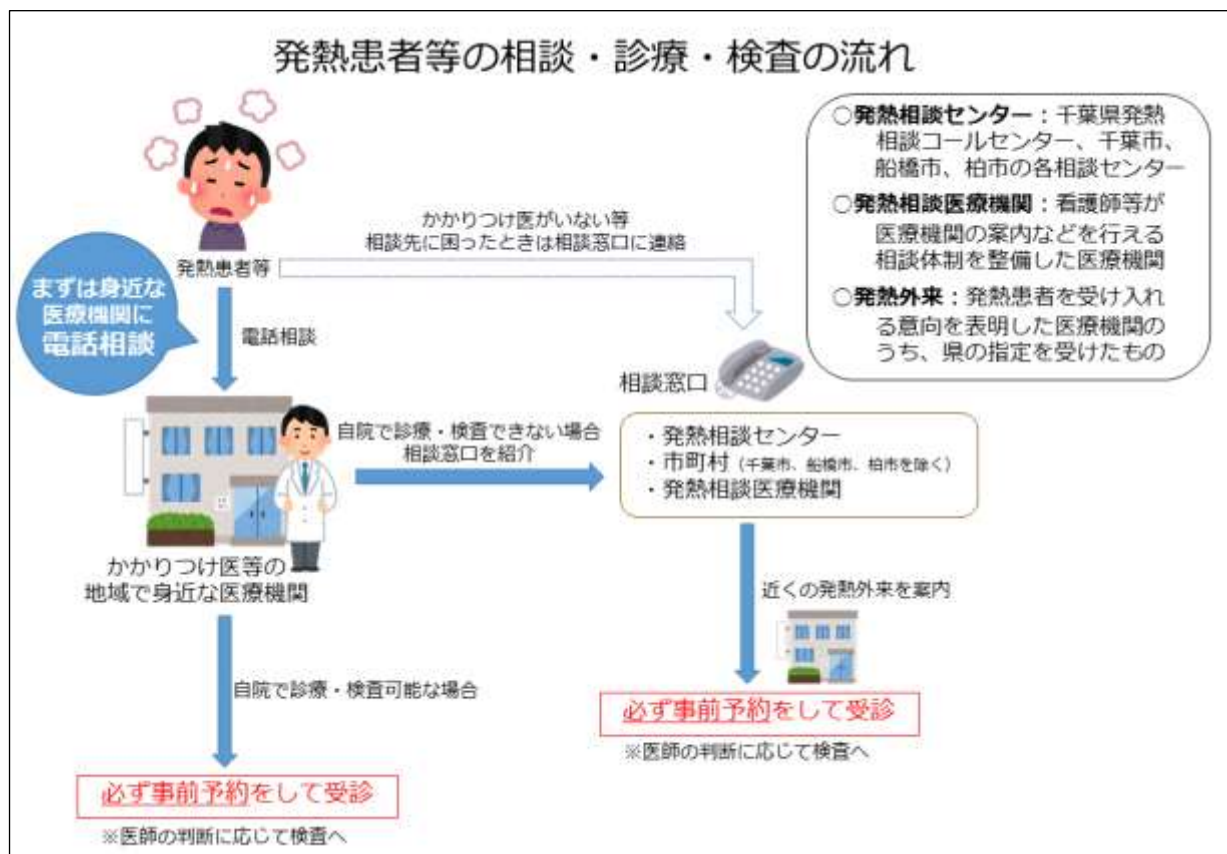 発熱患者等の相談・診療・検査の流れ
○発熱相談センター：千葉県発熱
相談コールセンター、千葉市、
船橋市、柏市の各相談センター
○発熱相談医療機関：看護師等が
医療機関の案内などを行える
相談体制を整備した医療機関
○発熱外来：発熱患者を受け入れ
る意向を表明した医療機関の
うち、県の指定を受けたもの
発熱患者等
かかりつけ医がいない等
相談先に困ったときは相談窓口に連絡
まずは身近な
医療機関に
電話相談
電話相談
相談窓口
自院で診療・検査できない場合
相談窓口を紹介
・発熱相談センター
・市町村（千葉市、船橋市、柏市を除く）
・発熱相談医療機関
かかりつけ医等の
地域で身近な医療機関
近くの発熱外来を案内
自院で診療・検査可能な場合
必ず事前予約をして受診
※医師の判断に応じて検査へ
必ず事前予約をして受診
※医師の判断に応じて検査へ